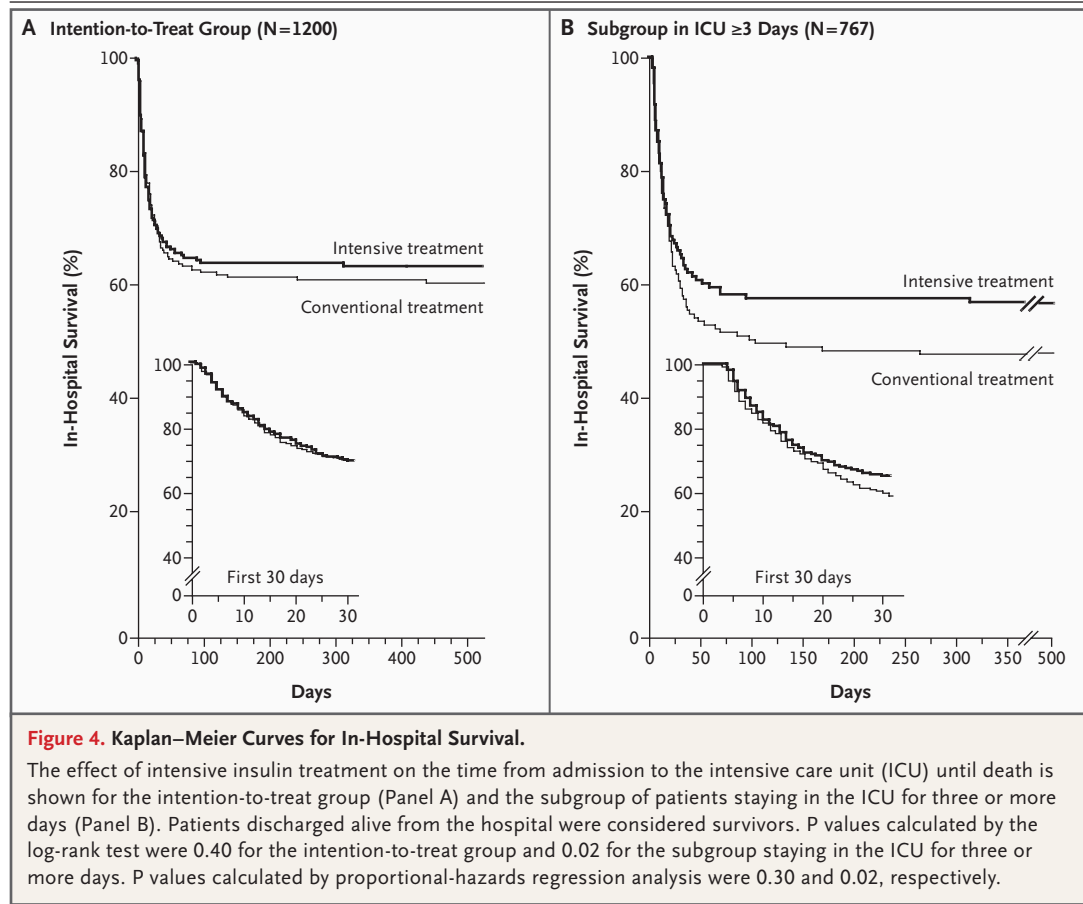 A Intention-to-Treat Group (N=1200)
In-Hospital Survival (%)
100
80
60
40
20
0
Intensive treatment
Conventional treatment
100
80
60
40
0
First 30 days
0 10 20 30
0 100 200 300 400 500
Days
B Subgroup in ICU ≥3 Days (N=767)
In-Hospital Survival (%)
100
80
60
40
20
0
Intensive treatment
Conventional treatment
100
80
60
40
0
First 30 days
0 10 20 30
0 50 100 150 200 250 300 350 500
Days
Figure 4. Kaplan–Meier Curves for In-Hospital Survival.
The effect of intensive insulin treatment on the time from admission to the intensive care unit (ICU) until death is
shown for the intention-to-treat group (Panel A) and the subgroup of patients staying in the ICU for three or more
days (Panel B). Patients discharged alive from the hospital were considered survivors. P values calculated by the
log-rank test were 0.40 for the intention-to-treat group and 0.02 for the subgroup staying in the ICU for three or
more days. P values calculated by proportional-hazards regression analysis were 0.30 and 0.02, respectively.